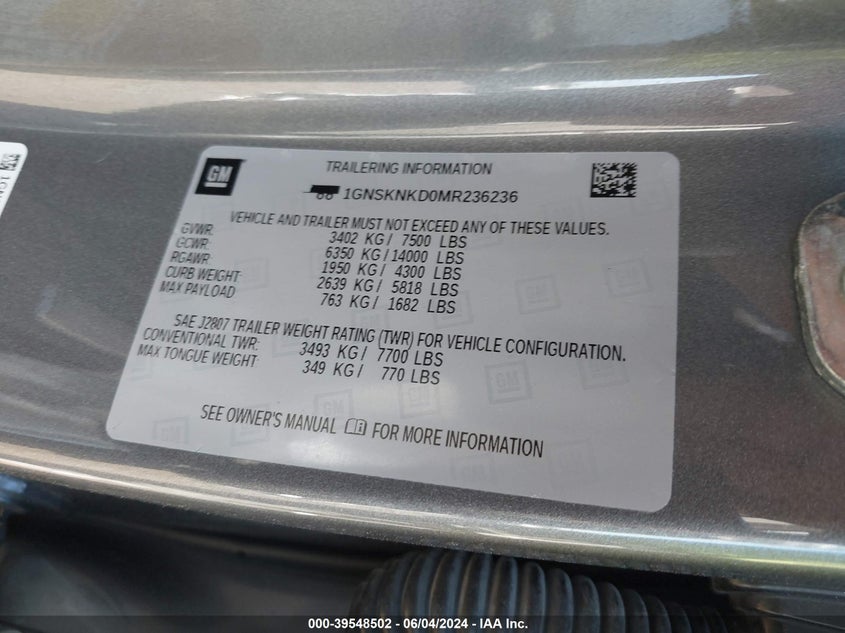 GM
TRAILERING INFORMATION
1GNSKNKD0MR236236
VEHICLE AND TRAILER MUST NOT EXCEED ANY OF THESE VALUES.
GVWR: 3402 KG / 7500 LBS
GCWR: 6350 KG / 14000 LBS
RGAWR: 1950 KG / 4300 LBS
CURB WEIGHT: 2639 KG / 5818 LBS
MAX PAYLOAD 763 KG / 1682 LBS
SAE J2807 TRAILER WEIGHT RATING (TWR) FOR VEHICLE CONFIGURATION.
CONVENTIONAL TWR: 3493 KG / 7700 LBS
MAX TONGUE WEIGHT: 349 KG / 770 LBS
SEE OWNER'S MANUAL FOR MORE INFORMATION
000-39548502 - 06/04/2024 - IAA Inc.